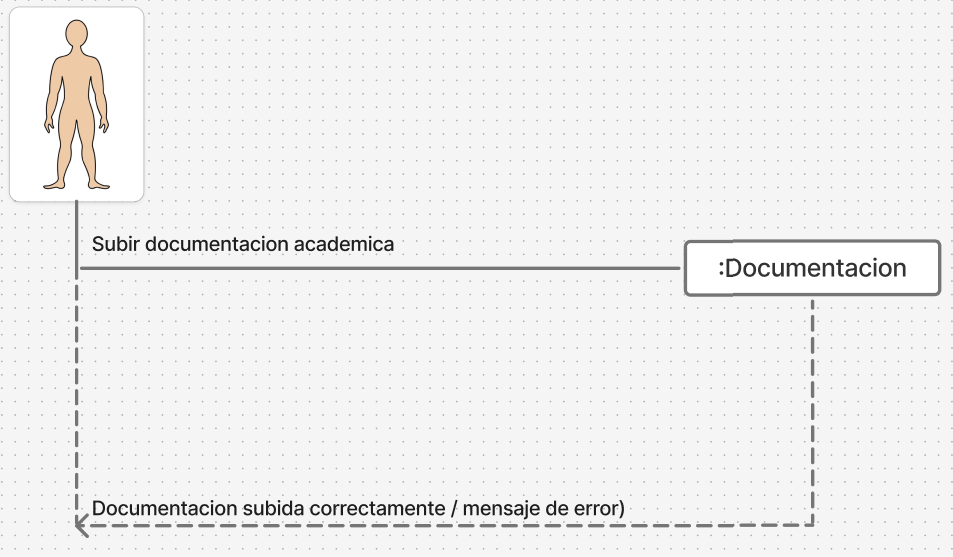 Subir documentacion academica
:Documentacion
Documentacion subida correctamente / mensaje de error)